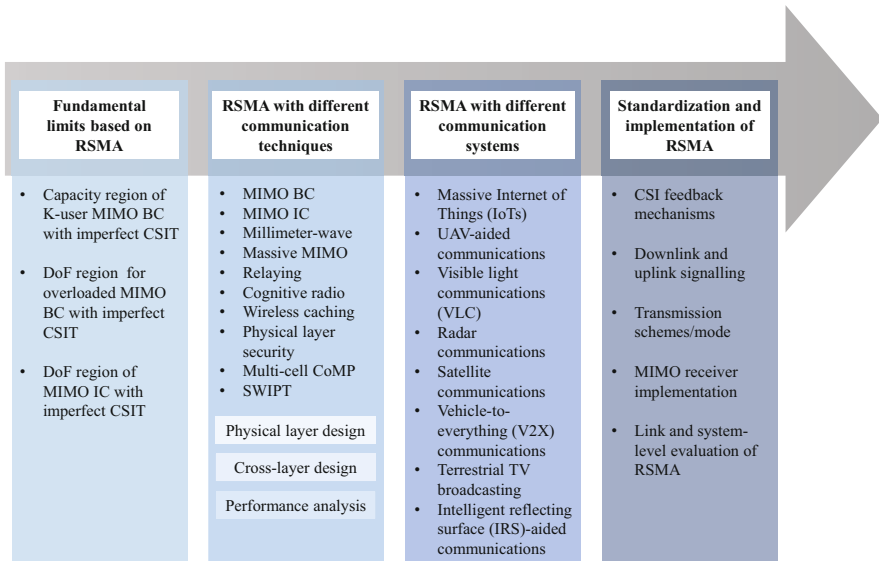 Fundamental
limits based on
RSMA
• Capacity region of
K-user MIMO BC
with imperfect CSIT
• DoF region for
overloaded MIMO
BC with imperfect
CSIT
• DoF region of
MIMO IC with
imperfect CSIT
RSMA with different
communication
techniques
• MIMO BC
• MIMO IC
• Millimeter-wave
• Massive MIMO
• Relaying
• Cognitive radio
• Wireless caching
• Physical layer
security
• Multi-cell CoMP
• SWIPT
Physical layer design
Cross-layer design
Performance analysis
RSMA with different
communication
systems
• Massive Internet of
Things (IoTs)
• UAV-aided
communications
• Visible light
communications
(VLC)
• Radar
communications
• Satellite
communications
• Vehicle-to-
everything (V2X)
communications
• Terrestrial TV
broadcasting
• Intelligent reflecting
surface (IRS)-aided
communications
Standardization and
implementation of
RSMA
• CSI feedback
mechanisms
• Downlink and
uplink signalling
• Transmission
schemes/mode
• MIMO receiver
implementation
• Link and system-
level evaluation of
RSMA